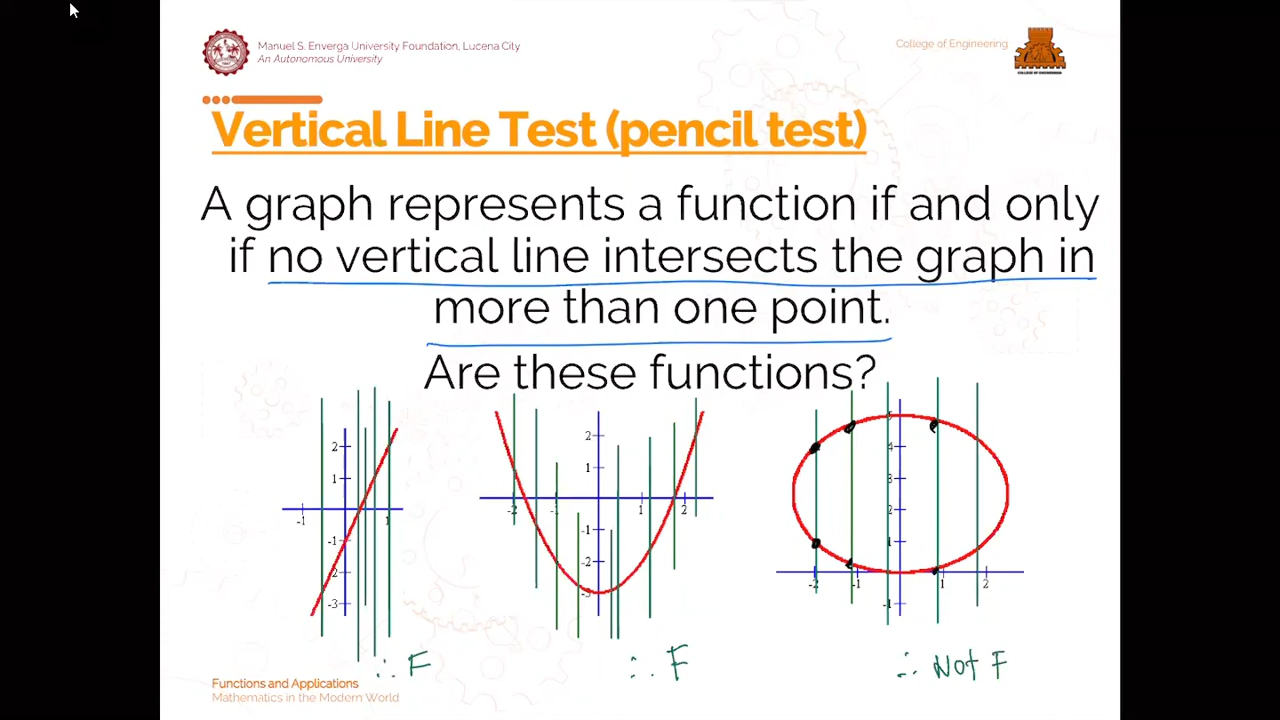 Manuel S. Enverga University Foundation, Lucena City
An Autonomous University
College of Engineering
COLLEGE OF ENGINEERING
Vertical Line Test (pencil test)
A graph represents a function if and only
if no vertical line intersects the graph in
more than one point.
Are these functions?
2
1
-1
1
-1
-2
-3
∴ F
2
1
-2
-1
1
2
-1
-2
-3
∴ F
5
4
3
2
1
-2
-1
1
2
-1
∴ Not F
Functions and Applications
Mathematics in the Modern World